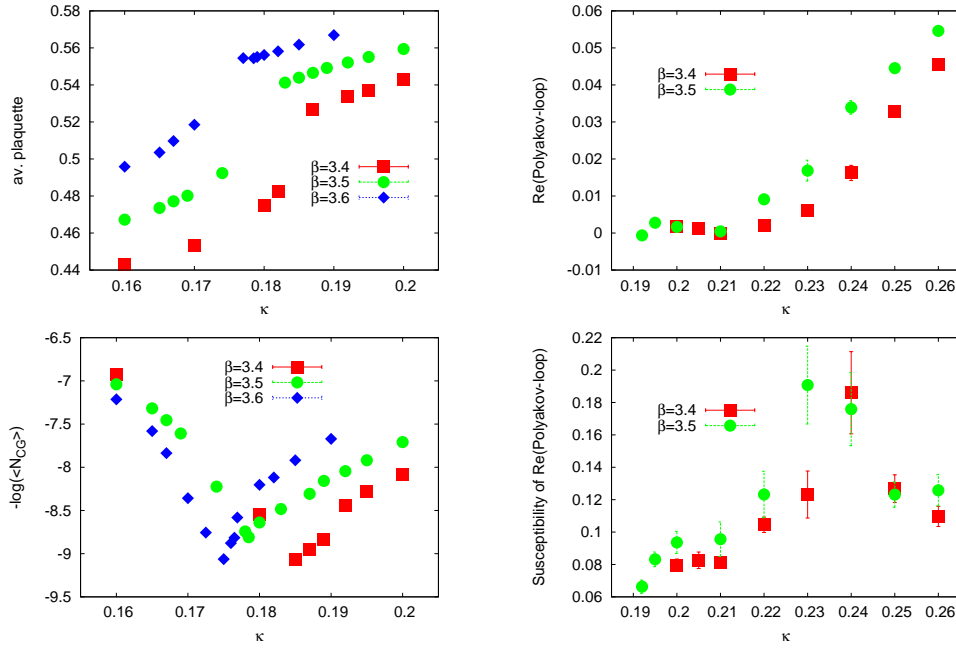 av. plaquette
0.58
0.56
0.54
0.52
0.5
0.48
0.46
0.44
0.16 0.17 0.18 0.19 0.2
κ
β=3.4
β=3.5
β=3.6
Re(Polyakov-loop)
0.06
0.05
0.04
0.03
0.02
0.01
0
-0.01
0.19 0.2 0.21 0.22 0.23 0.24 0.25 0.26
κ
β=3.4
β=3.5
-log(<N_CG>)
-6.5
-7
-7.5
-8
-8.5
-9
-9.5
0.16 0.17 0.18 0.19 0.2
κ
β=3.4
β=3.5
β=3.6
Susceptibility of Re(Polyakov-loop)
0.22
0.2
0.18
0.16
0.14
0.12
0.1
0.08
0.06
0.19 0.2 0.21 0.22 0.23 0.24 0.25 0.26
κ
β=3.4
β=3.5